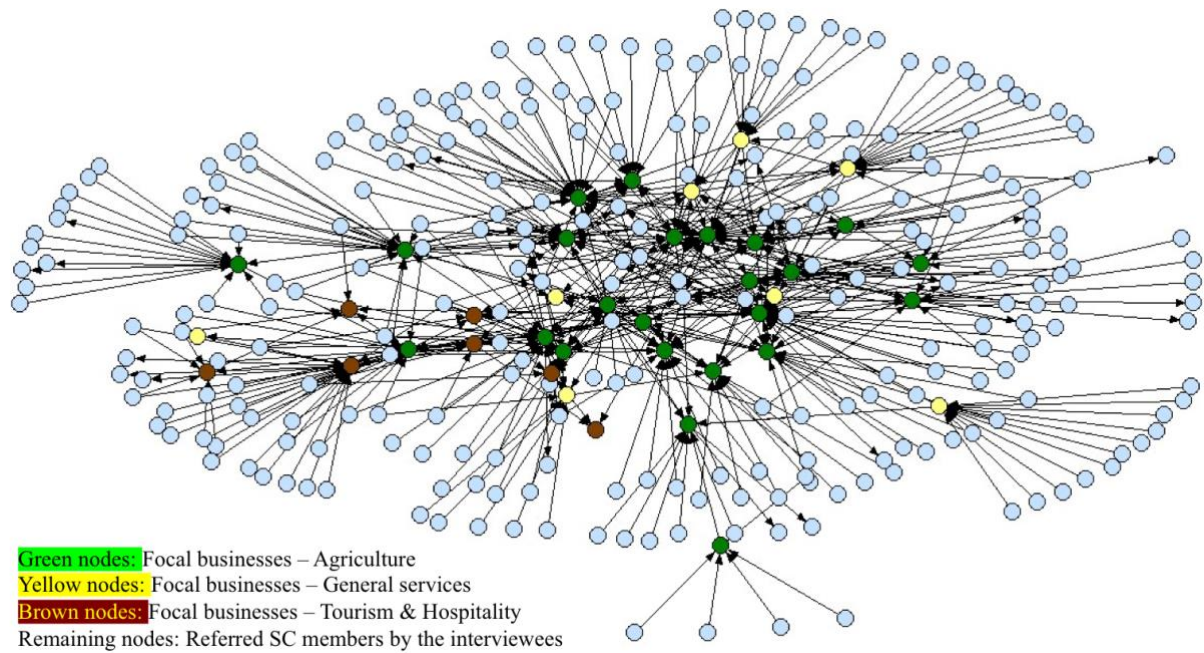 Green nodes: Focal businesses – Agriculture
Yellow nodes: Focal businesses – General services
Brown nodes: Focal businesses – Tourism & Hospitality
Remaining nodes: Referred SC members by the interviewees